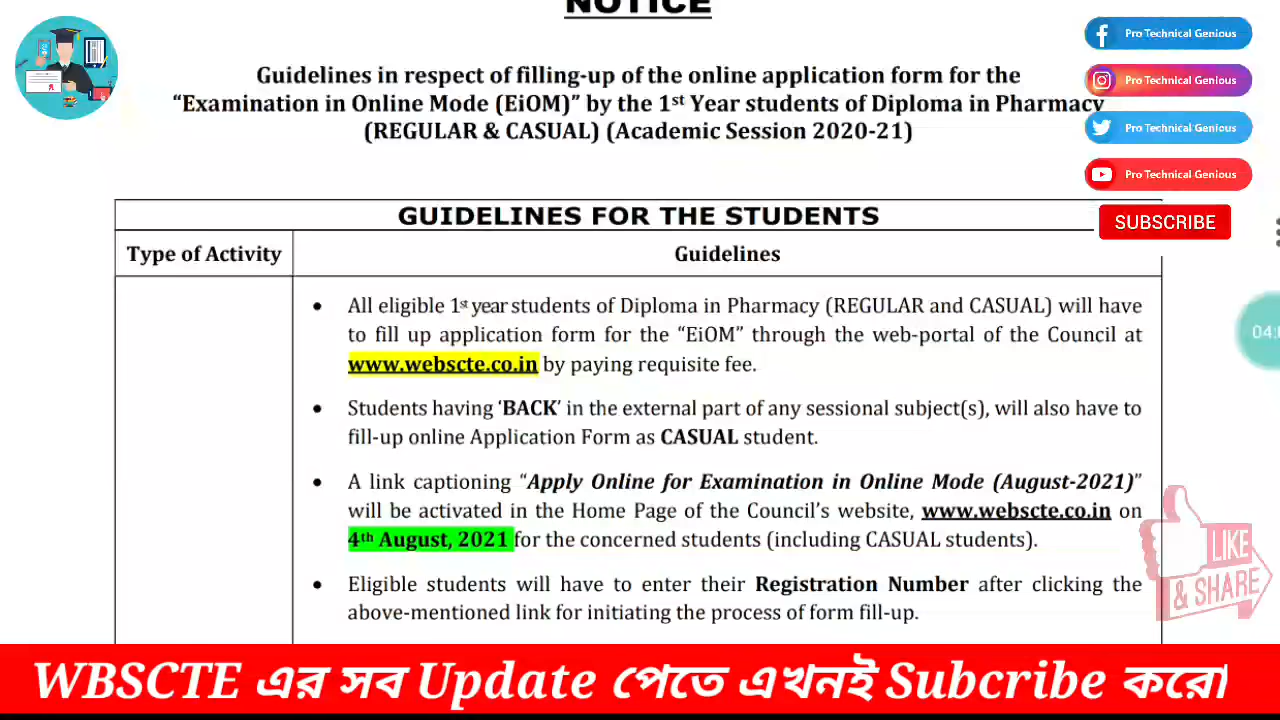 NOTICE
Guidelines in respect of filling-up of the online application form for the
“Examination in Online Mode (EiOM)” by the 1st Year students of Diploma in Pharmacy
(REGULAR & CASUAL) (Academic Session 2020-21)
Pro Technical Genious
Pro Technical Genious
Pro Technical Genious
Pro Technical Genious
SUBSCRIBE
GUIDELINES FOR THE STUDENTS
Type of Activity
Guidelines
• All eligible 1st year students of Diploma in Pharmacy (REGULAR and CASUAL) will have
to fill up application form for the “EiOM” through the web-portal of the Council at
www.webscte.co.in by paying requisite fee.
• Students having ‘BACK’ in the external part of any sessional subject(s), will also have to
fill-up online Application Form as CASUAL student.
• A link captioning “Apply Online for Examination in Online Mode (August-2021)”
will be activated in the Home Page of the Council’s website, www.webscte.co.in on
4th August, 2021 for the concerned students (including CASUAL students).
• Eligible students will have to enter their Registration Number after clicking the
above-mentioned link for initiating the process of form fill-up.
LIKE
& SHARE
WBSCTE এর সব Update পেতে এখনই Subcribe করো